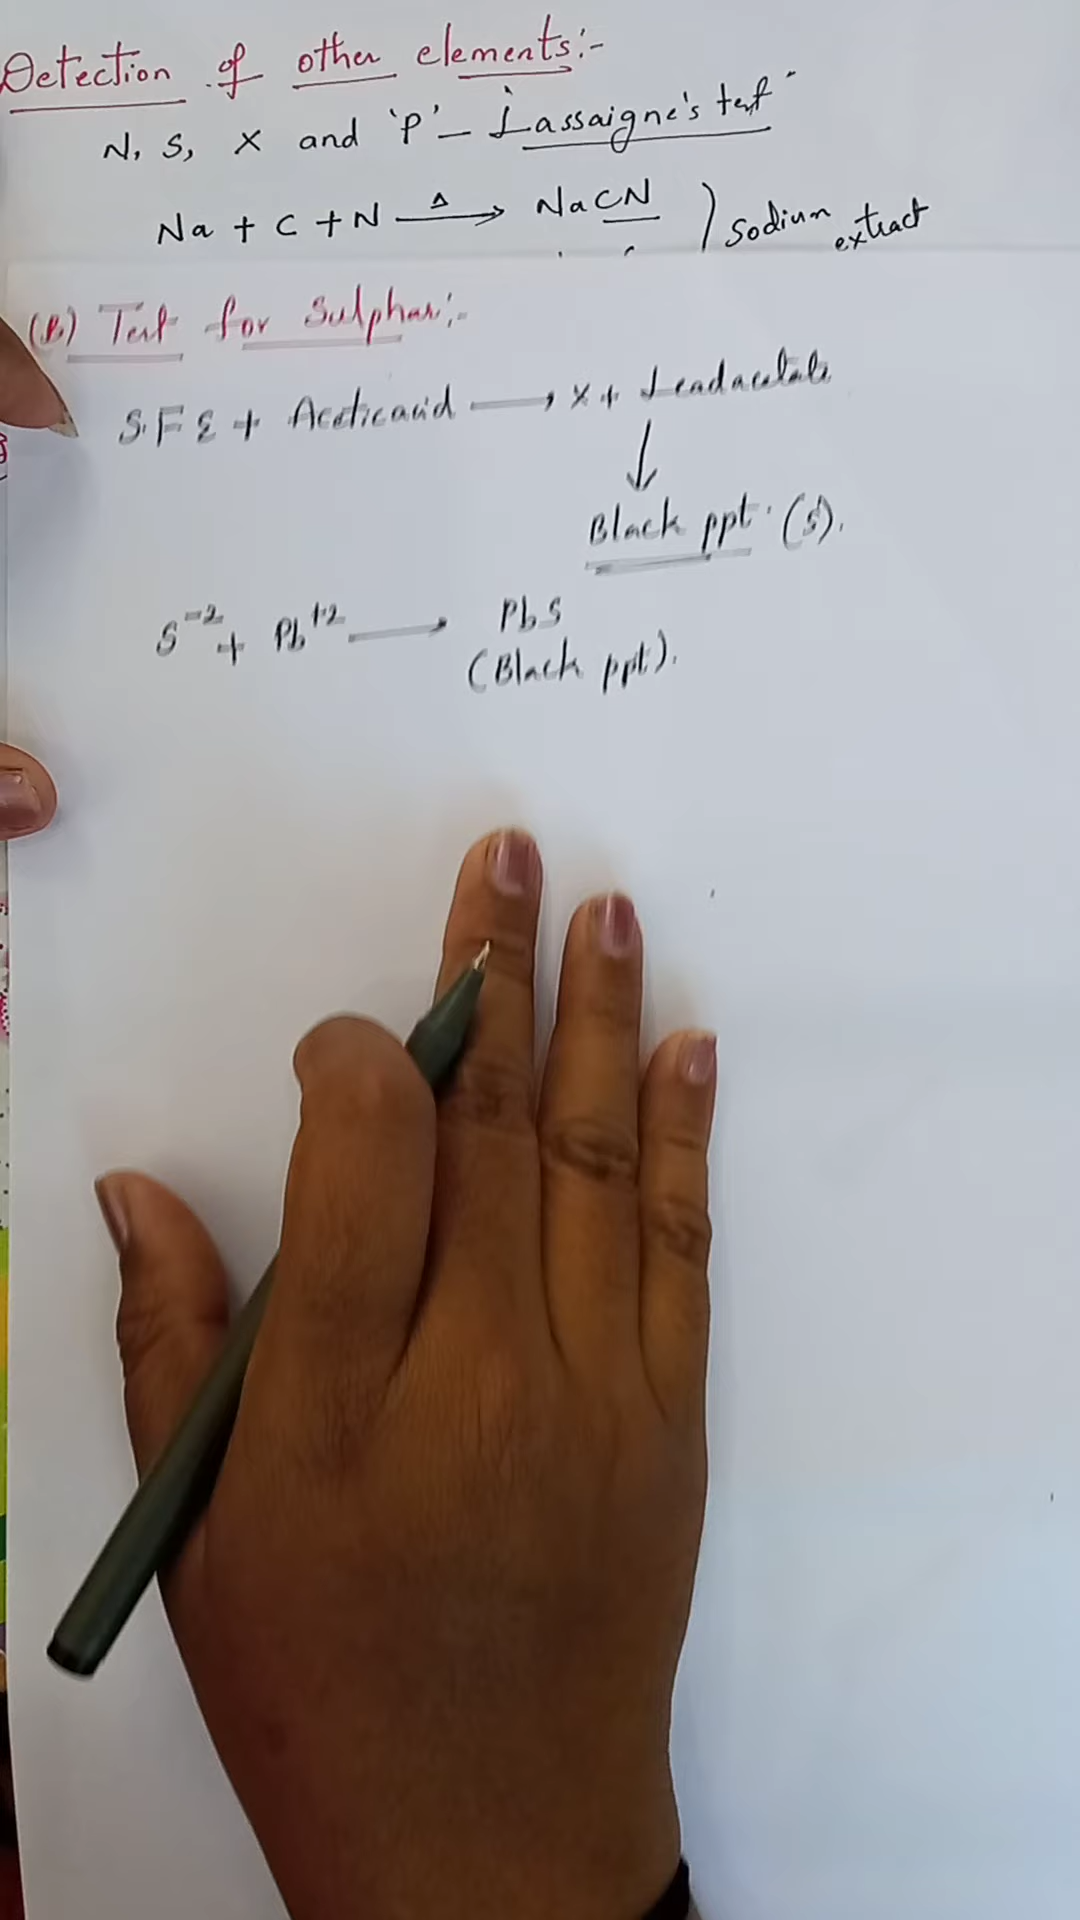 Detection of other elements:-
N, S, X and 'P' - Lassaigne's test
Na + C + N —Δ→ NaCN ) sodium extract
(B) Test for Sulphur:-
S.F.E + Acetic acid → X + Lead acetate
↓
Black ppt. (S).
S⁻² + Pb⁺² → PbS
(Black ppt).